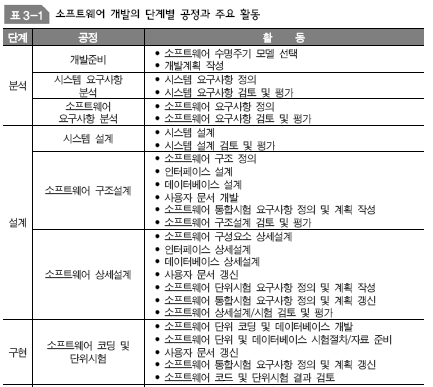 표 3-1 소프트웨어 개발의 단계별 공정과 주요 활동
단계 공정 활 동
분석
개발준비
• 소프트웨어 수명주기 모델 선택
• 개발계획 작성
시스템 요구사항
분석
• 시스템 요구사항 정의
• 시스템 요구사항 검토 및 평가
소프트웨어
요구사항 분석
• 소프트웨어 요구사항 정의
• 소프트웨어 요구사항 검토 및 평가
설계
시스템 설계
• 시스템 설계
• 시스템 설계 검토 및 평가
소프트웨어 구조설계
• 소프트웨어 구조 정의
• 인터페이스 설계
• 데이터베이스 설계
• 사용자 문서 개발
• 소프트웨어 통합시험 요구사항 정의 및 계획 작성
• 소프트웨어 구조설계 검토 및 평가
소프트웨어 상세설계
• 소프트웨어 구성요소 상세설계
• 인터페이스 상세설계
• 데이터베이스 상세설계
• 사용자 문서 갱신
• 소프트웨어 단위시험 요구사항 정의 및 계획 작성
• 소프트웨어 통합시험 요구사항 정의 및 계획 갱신
• 소프트웨어 상세설계/시험 검토 및 평가
구현
소프트웨어 코딩 및
단위시험
• 소프트웨어 단위 코딩 및 데이터베이스 개발
• 소프트웨어 단위 및 데이터베이스 시험절차/자료 준비
• 사용자 문서 갱신
• 소프트웨어 통합시험 요구사항 정의 및 계획 갱신
• 소프트웨어 코드 및 단위시험 결과 검토